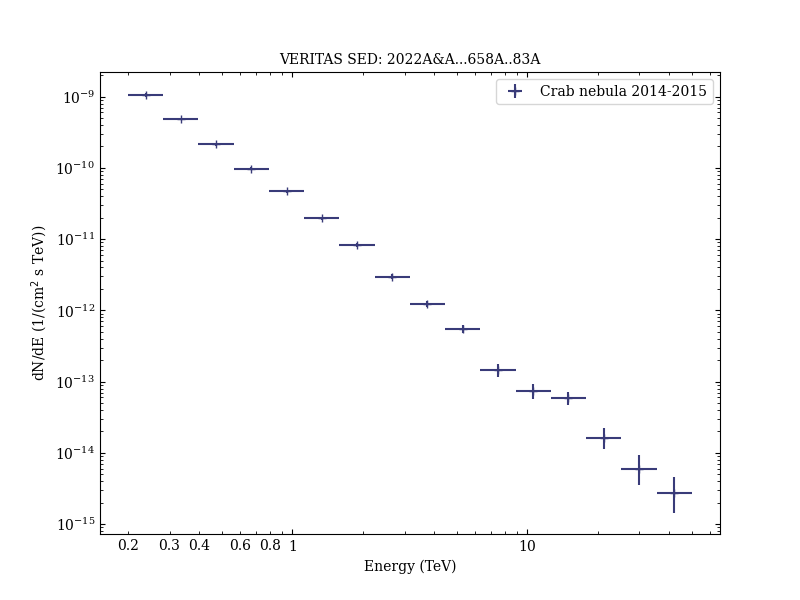 VERITAS SED: 2022A&A...658A..83A
Crab nebula 2014-2015
dN/dE (1/(cm² s TeV))
10⁻⁹
10⁻¹⁰
10⁻¹¹
10⁻¹²
10⁻¹³
10⁻¹⁴
10⁻¹⁵
0.2 0.3 0.4 0.6 0.8 1 10
Energy (TeV)